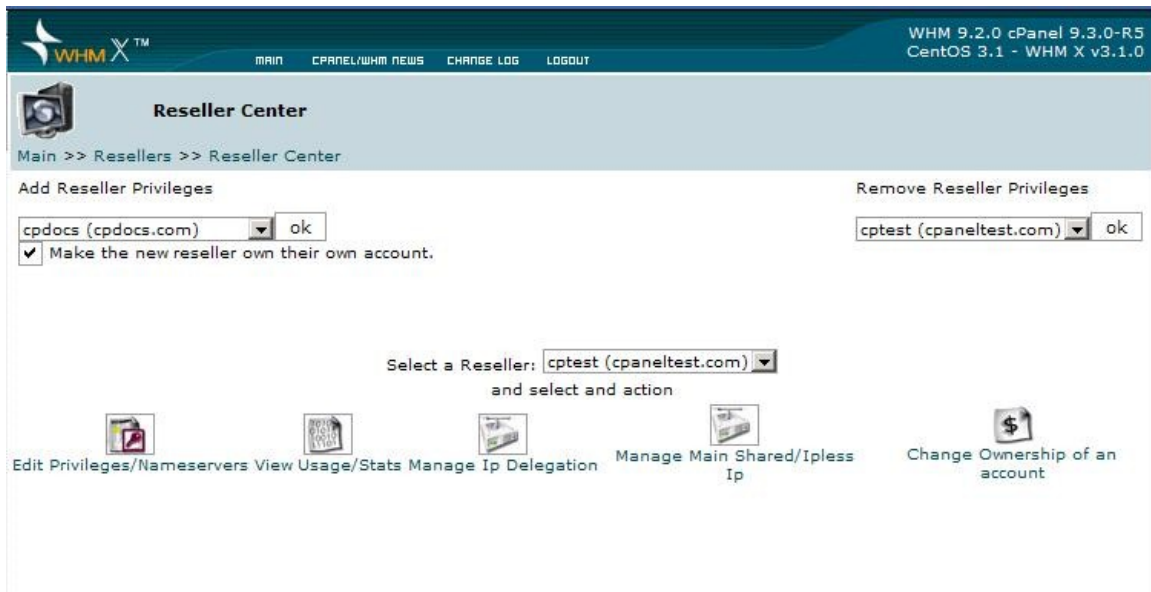 WHM X ™
WHM 9.2.0 cPanel 9.3.0-R5
CentOS 3.1 - WHM X v3.1.0
MAIN CPANEL/WHM NEWS CHANGE LOG LOGOUT
Reseller Center
Main >> Resellers >> Reseller Center
Add Reseller Privileges
Remove Reseller Privileges
cpdocs (cpdocs.com) ok
cptest (cpaneltest.com) ok
Make the new reseller own their own account.
Select a Reseller: cptest (cpaneltest.com)
and select and action
Edit Privileges/Nameservers View Usage/Stats Manage Ip Delegation
Manage Main Shared/Ipless
Ip
$
Change Ownership of an
account